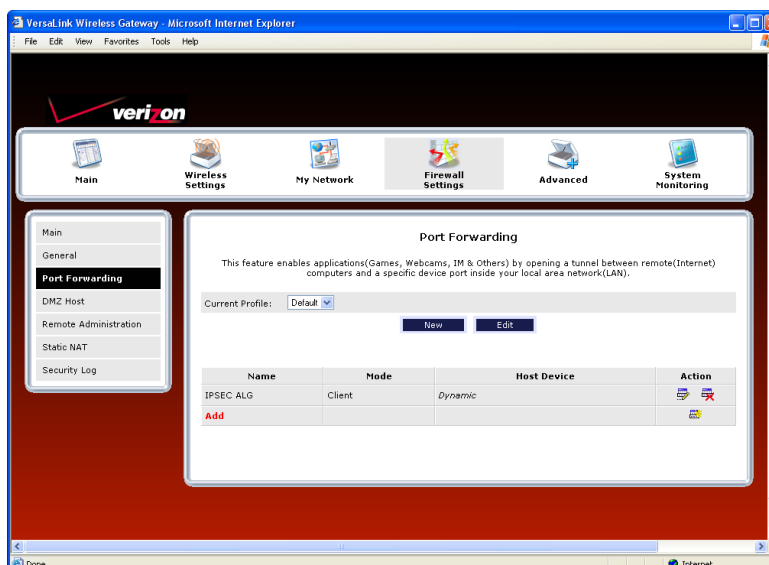 VersaLink Wireless Gateway - Microsoft Internet Explorer
File Edit View Favorites Tools Help
verizon
Main
Wireless Settings
My Network
Firewall Settings
Advanced
System Monitoring
Main
General
Port Forwarding
DMZ Host
Remote Administration
Static NAT
Security Log
Port Forwarding
This feature enables applications(Games, Webcams, IM & Others) by opening a tunnel between remote(Internet)
computers and a specific device port inside your local area network(LAN).
Current Profile: Default
New Edit
Name Mode Host Device Action
IPSEC ALG Client Dynamic
Add
Done Internet